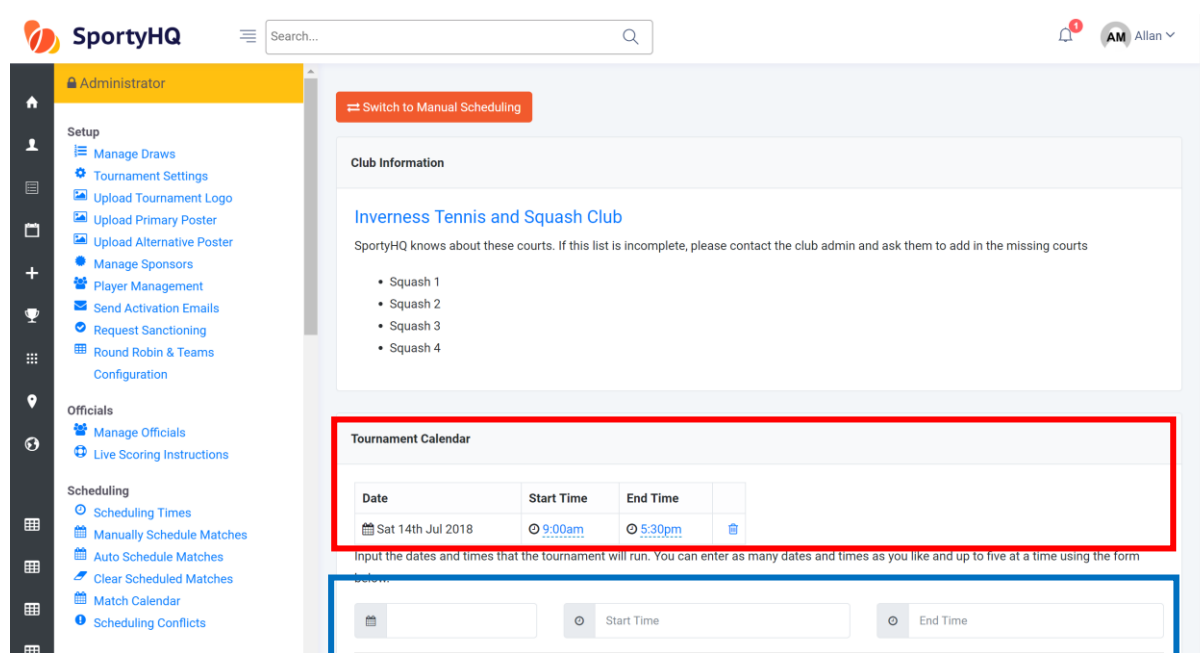 SportyHQ
Search...
1
AM Allan
Administrator
Setup
Manage Draws
Tournament Settings
Upload Tournament Logo
Upload Primary Poster
Upload Alternative Poster
Manage Sponsors
Player Management
Send Activation Emails
Request Sanctioning
Round Robin & Teams
Configuration
Officials
Manage Officials
Live Scoring Instructions
Scheduling
Scheduling Times
Manually Schedule Matches
Auto Schedule Matches
Clear Scheduled Matches
Match Calendar
Scheduling Conflicts
Switch to Manual Scheduling
Club Information
Inverness Tennis and Squash Club
SportyHQ knows about these courts. If this list is incomplete, please contact the club admin and ask them to add in the missing courts
• Squash 1
• Squash 2
• Squash 3
• Squash 4
Tournament Calendar
Date Start Time End Time
Sat 14th Jul 2018 9:00am 5:30pm
Input the dates and times that the tournament will run. You can enter as many dates and times as you like and up to five at a time using the form
below.
Start Time End Time